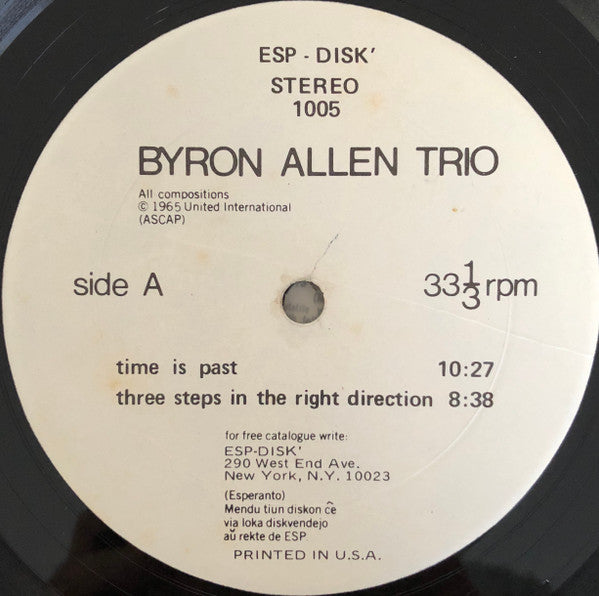 ESP - DISK'
STEREO
1005
BYRON ALLEN TRIO
All compositions
© 1965 United International
(ASCAP)
side A 33 1/3 rpm
time is past 10:27
three steps in the right direction 8:38
for free catalogue write:
ESP-DISK'
290 West End Ave.
New York, N.Y. 10023
(Esperanto)
Mendu tiun diskon ĉe
via loka diskvendejo
aŭ rekte de ESP
PRINTED IN U.S.A.